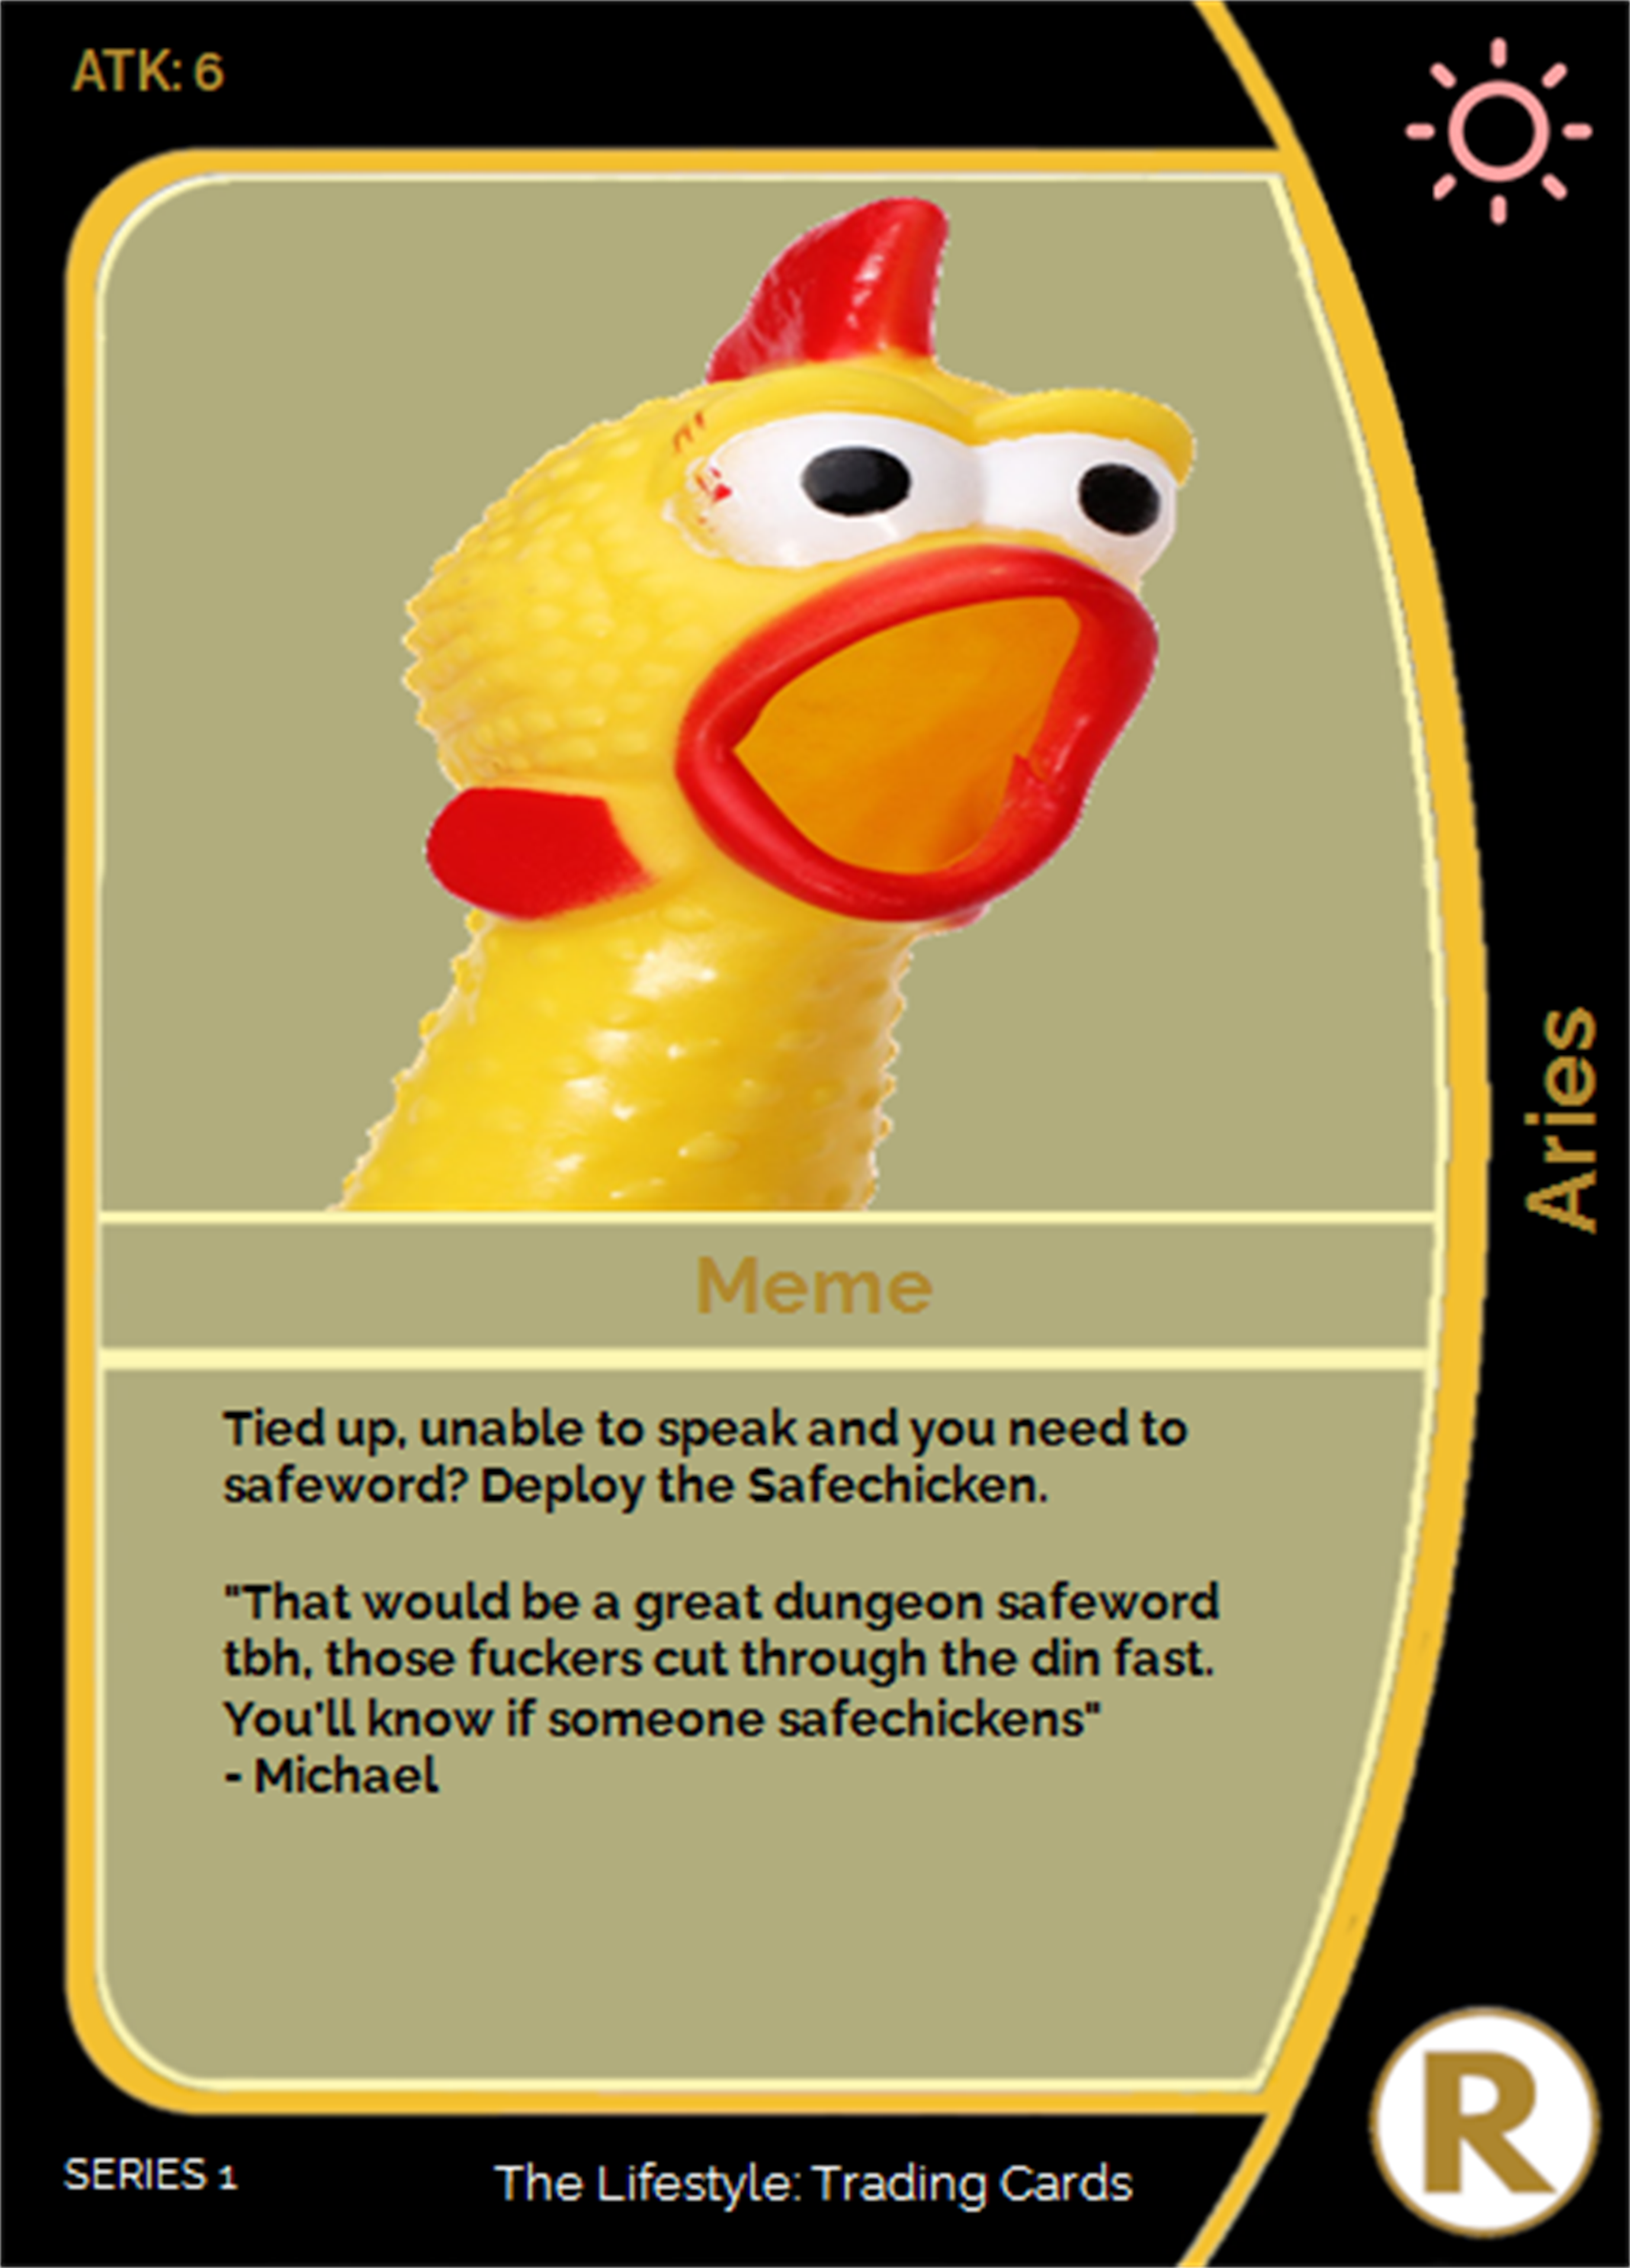 ATK: 6
Aries
Meme
Tied up, unable to speak and you need to
safeword? Deploy the Safechicken.
"That would be a great dungeon safeword
tbh, those fuckers cut through the din fast.
You'll know if someone safechickens"
- Michael
R
SERIES 1
The Lifestyle: Trading Cards